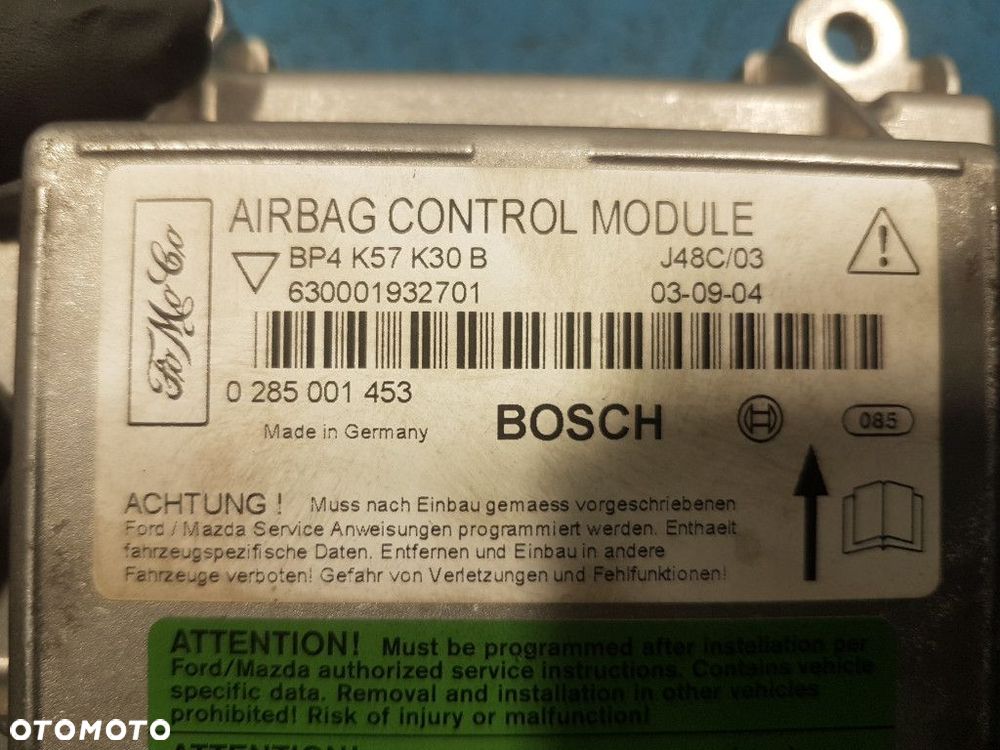 FoMoCo
AIRBAG CONTROL MODULE
BP4 K57 K30 B J48C/03
630001932701 03-09-04
0 285 001 453
Made in Germany BOSCH 085
ACHTUNG ! Muss nach Einbau gemaess vorgeschriebenen
Ford / Mazda Service Anweisungen programmiert werden. Enthaelt
fahrzeugspezifische Daten. Entfernen und Einbau in andere
Fahrzeuge verboten! Gefahr von Verletzungen und Fehlfunktionen!
ATTENTION! Must be programmed after installation per
Ford/Mazda authorized service instructions. Contains vehicle
specific data. Removal and installation in other vehicles
prohibited! Risk of injury or malfunction!
OTOMOTO